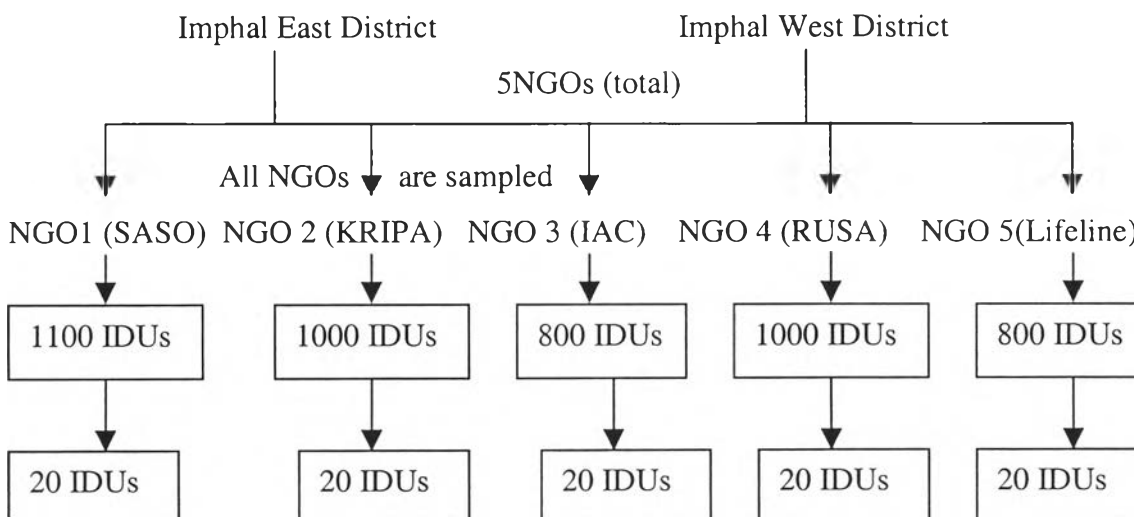 Imphal East District Imphal West District
5NGOs (total)
All NGOs are sampled
NGO1 (SASO) NGO 2 (KRIPA) NGO 3 (IAC) NGO 4 (RUSA) NGO 5(Lifeline)
1100 IDUs 1000 IDUs 800 IDUs 1000 IDUs 800 IDUs
20 IDUs 20 IDUs 20 IDUs 20 IDUs 20 IDUs